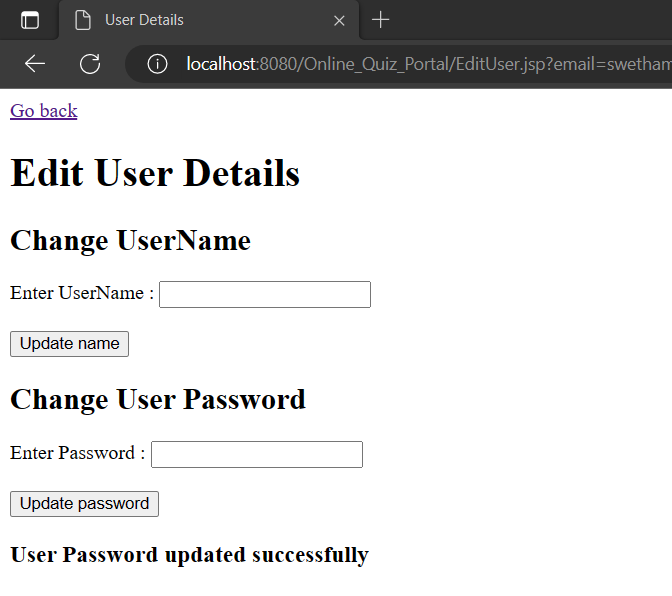 User Details
localhost:8080/Online_Quiz_Portal/EditUser.jsp?email=swetham
Go back
Edit User Details
Change UserName
Enter UserName :
Update name
Change User Password
Enter Password :
Update password
User Password updated successfully